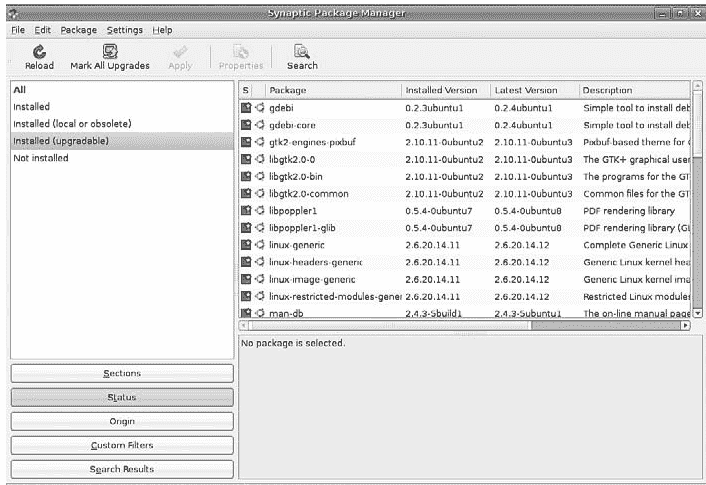 Synaptic Package Manager
File Edit Package Settings Help
Reload Mark All Upgrades Apply Properties Search
All
Installed
Installed (local or obsolete)
Installed (upgradable)
Not installed
S Package Installed Version Latest Version Description
gdebi 0.2.3ubuntu1 0.2.4ubuntu1 Simple tool to install deb
gdebi-core 0.2.3ubuntu1 0.2.4ubuntu1 Simple tool to install deb
gtk2-engines-pixbuf 2.10.11-0ubuntu2 2.10.11-0ubuntu3 Pixbuf-based theme for
libgtk2.0-0 2.10.11-0ubuntu2 2.10.11-0ubuntu3 The GTK+ graphical user
libgtk2.0-bin 2.10.11-0ubuntu2 2.10.11-0ubuntu3 The programs for the GT
libgtk2.0-common 2.10.11-0ubuntu2 2.10.11-0ubuntu3 Common files for the GT
libpoppler1 0.5.4-0ubuntu7 0.5.4-0ubuntu8 PDF rendering library
libpoppler1-glib 0.5.4-0ubuntu7 0.5.4-0ubuntu8 PDF rendering library (GL
linux-generic 2.6.20.14.11 2.6.20.14.12 Complete Generic Linux
linux-headers-generic 2.6.20.14.11 2.6.20.14.12 Generic Linux kernel hea
linux-image-generic 2.6.20.14.11 2.6.20.14.12 Generic Linux kernel ima
linux-restricted-modules-gener 2.6.20.14.11 2.6.20.14.12 Restricted Linux modules
man-db 2.4.3-5build1 2.4.3-5ubuntu1 The on-line manual page
No package is selected.
Sections
Status
Origin
Custom Filters
Search Results